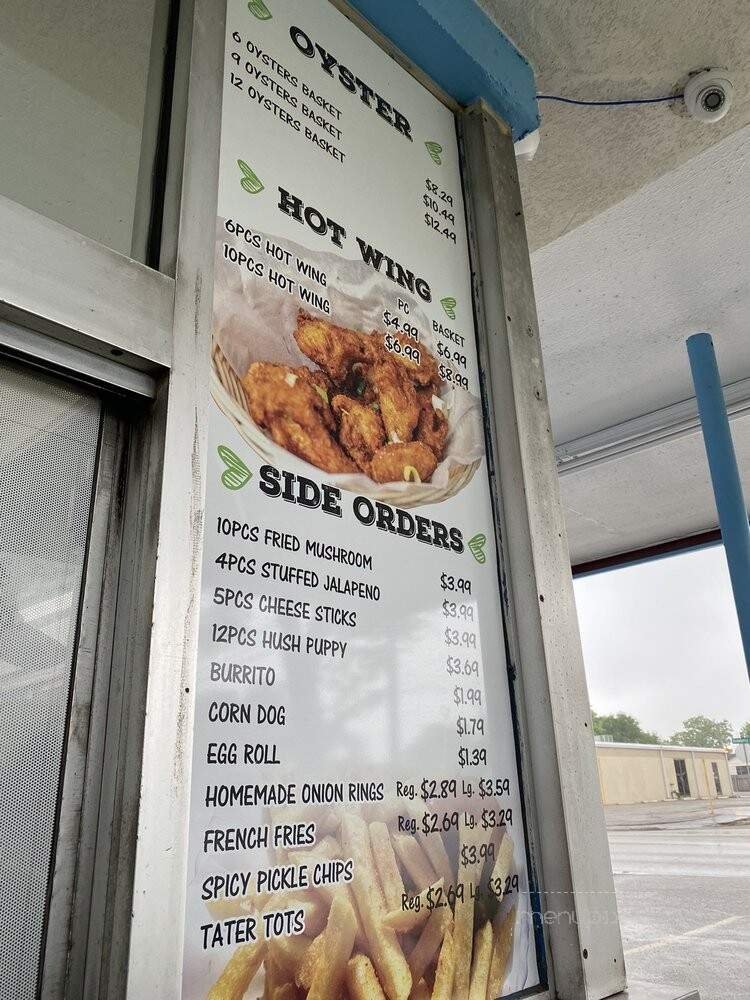 OYSTER
6 OYSTERS BASKET $8.29
9 OYSTERS BASKET $10.49
12 OYSTERS BASKET $12.49
HOT WING
PC BASKET
6PCS HOT WING $4.99 $6.99
10PCS HOT WING $6.99 $8.99
SIDE ORDERS
10PCS FRIED MUSHROOM $3.99
4PCS STUFFED JALAPENO $3.99
5PCS CHEESE STICKS $3.99
12PCS HUSH PUPPY $3.69
BURRITO $1.99
CORN DOG $1.79
EGG ROLL $1.39
HOMEMADE ONION RINGS Reg. $2.89 Lg. $3.59
FRENCH FRIES Reg. $2.69 Lg. $3.29
SPICY PICKLE CHIPS $3.99
TATER TOTS Reg. $2.69 Lg. $3.29